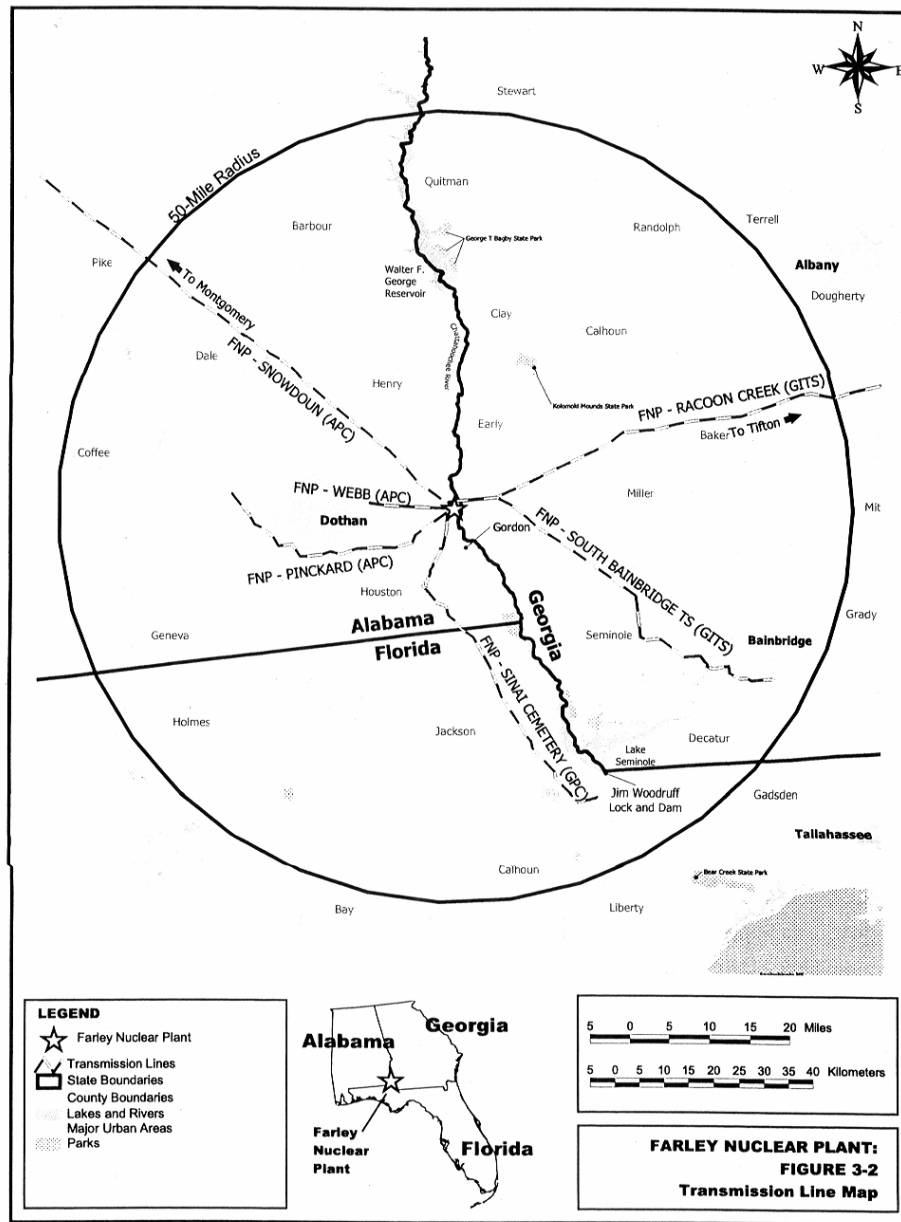 N
W
E
S
Stewart
50-Mile Radius
Quitman
Barbour
Randolph
Terrell
George T Bagby State Park
Pike
Walter F.
George
Reservoir
Albany
To Montgomery
Dougherty
Clay
Calhoun
Chattahoochee River
Dale
FNP - SNOWDOUN (APC)
Henry
Kolomoki Mounds State Park
FNP - RACOON CREEK (GITS)
Early
Baker
To Tifton
Coffee
FNP - WEBB (APC)
Miller
Mit
Dothan
Gordon
FNP - SOUTH BAINBRIDGE TS (GITS)
FNP - PINCKARD (APC)
Houston
Georgia
Grady
Alabama
Geneva
Seminole
Bainbridge
Florida
FNP - SINAI CEMETERY (GPC)
Holmes
Jackson
Decatur
Lake
Seminole
Jim Woodruff
Lock and Dam
Gadsden
Tallahassee
Calhoun
Bear Creek State Park
Bay
Liberty
LEGEND
Farley Nuclear Plant
Transmission Lines
State Boundaries
County Boundaries
Lakes and Rivers
Major Urban Areas
Parks
Alabama
Georgia
Farley
Nuclear
Plant
Florida
5 0 5 10 15 20 Miles
5 0 5 10 15 20 25 30 35 40 Kilometers
FARLEY NUCLEAR PLANT:
FIGURE 3-2
Transmission Line Map